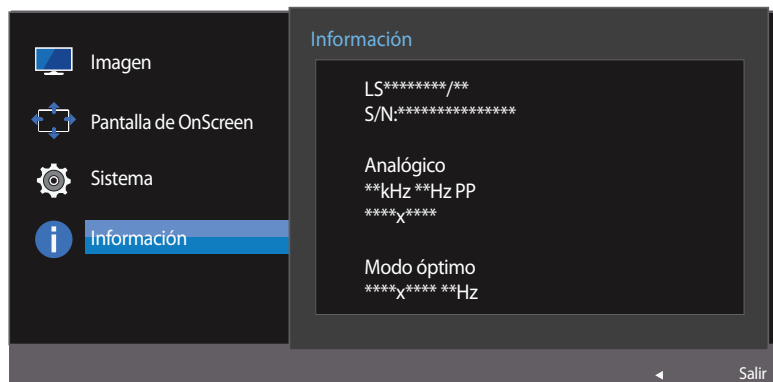 Imagen
Pantalla de OnScreen
Sistema
Información
Información
LS********/**
S/N:***************
Analógico
**kHz **Hz PP
****x****
Modo óptimo
****x**** **Hz
Salir